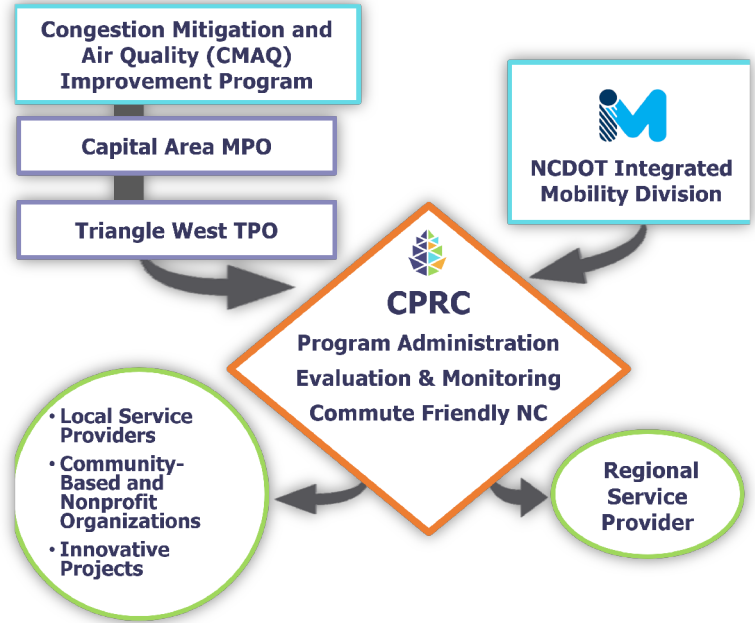 Congestion Mitigation and
Air Quality (CMAQ)
Improvement Program
Capital Area MPO
Triangle West TPO
NCDOT Integrated
Mobility Division
CPRC
Program Administration
Evaluation & Monitoring
Commute Friendly NC
• Local Service
Providers
• Community-
Based and
Nonprofit
Organizations
• Innovative
Projects
Regional
Service
Provider